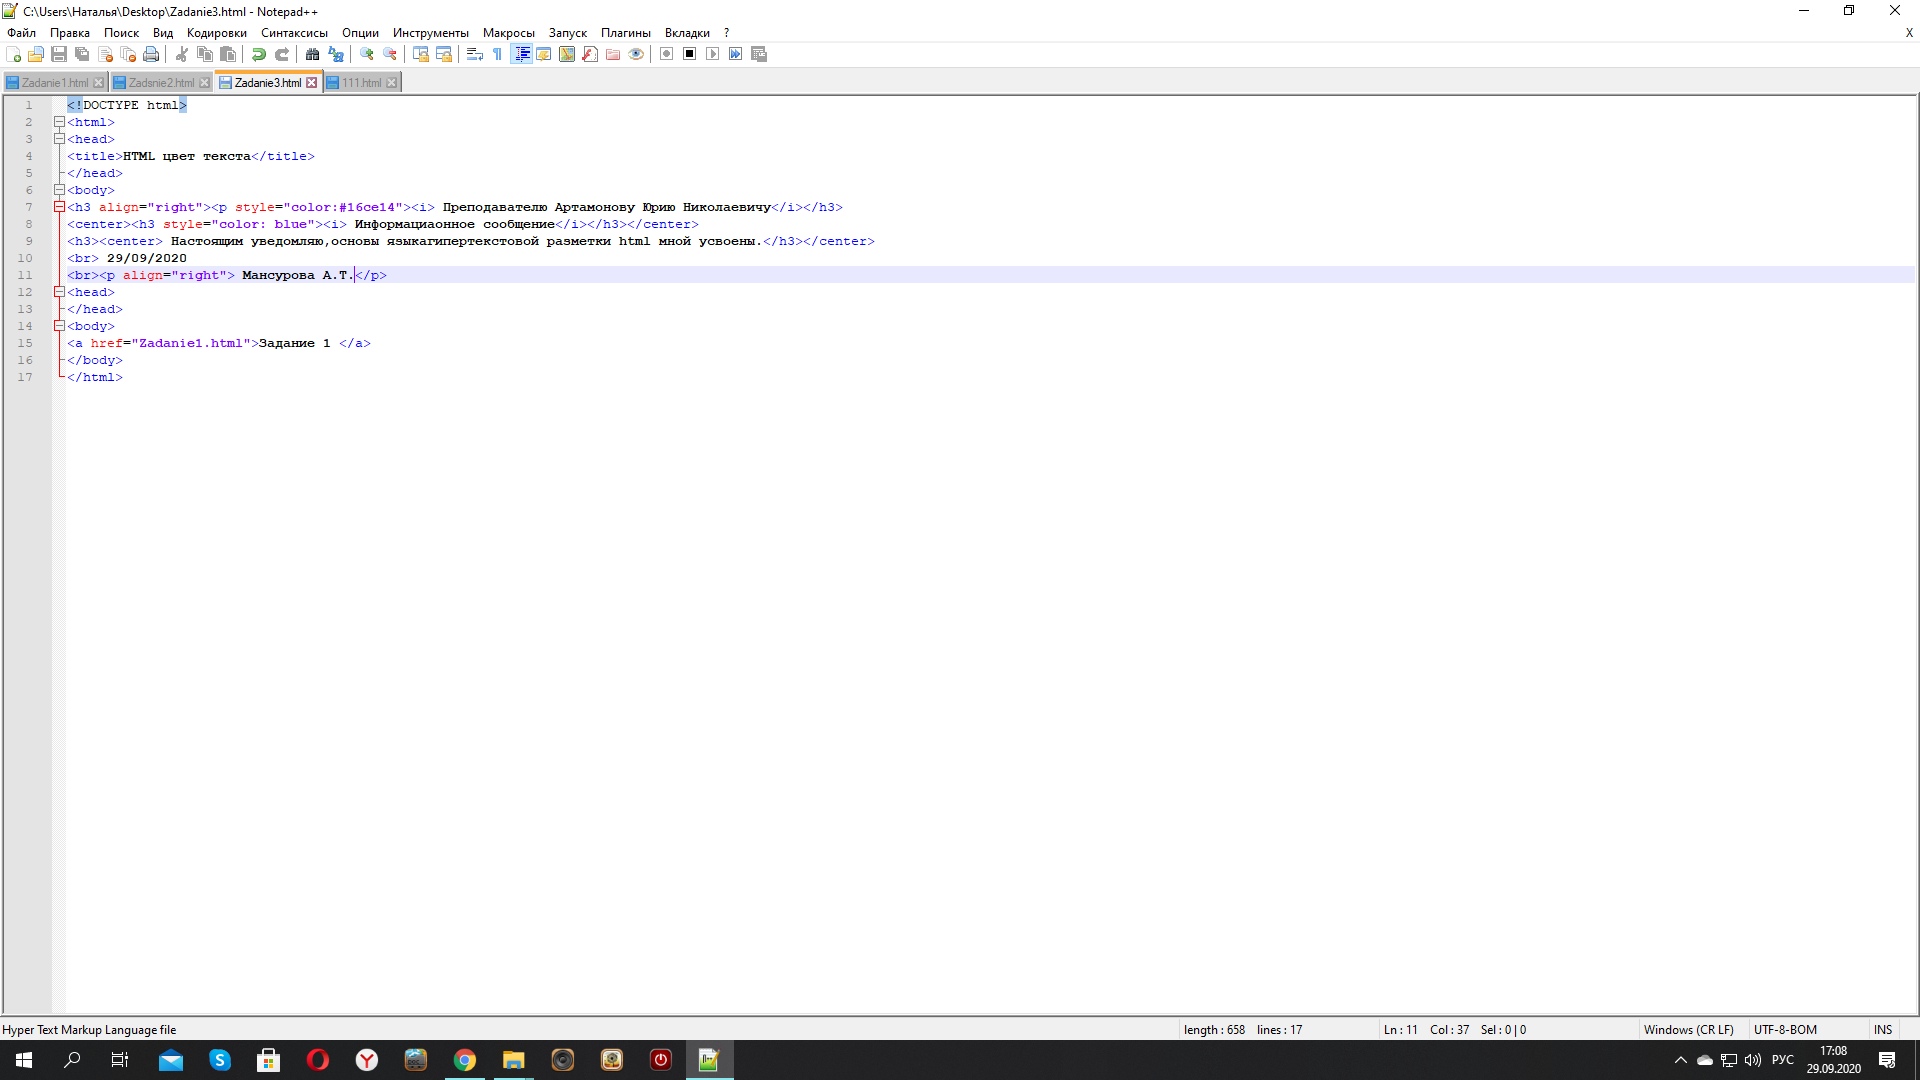 C:\Users\Наталья\Desktop\Zadanie3.html - Notepad++
Файл Правка Поиск Вид Кодировки Синтаксисы Опции Инструменты Макросы Запуск Плагины Вкладки ? X
Zadanie1.html Zadsnie2.html Zadanie3.html 111.html
1 <!DOCTYPE html>
2 <html>
3 <head>
4 <title>HTML цвет текста</title>
5 </head>
6 <body>
7 <h3 align="right"><p style="color:#16ce14"><i> Преподавателю Артамонову Юрию Николаевичу</i></h3>
8 <center><h3 style="color: blue"><i> Информациаонное сообщение</i></h3></center>
9 <h3><center> Настоящим уведомляю,основы языкагипертекстовой разметки html мной усвоены.</h3></center>
10 <br> 29/09/2020
11 <br><p align="right"> Мансурова А.Т.</p>
12 <head>
13 </head>
14 <body>
15 <a href="Zadanie1.html">Задание 1 </a>
16 </body>
17 </html>
Hyper Text Markup Language file length : 658 lines : 17 Ln : 11 Col : 37 Sel : 0 | 0 Windows (CR LF) UTF-8-BOM INS
РУС 17:08
29.09.2020